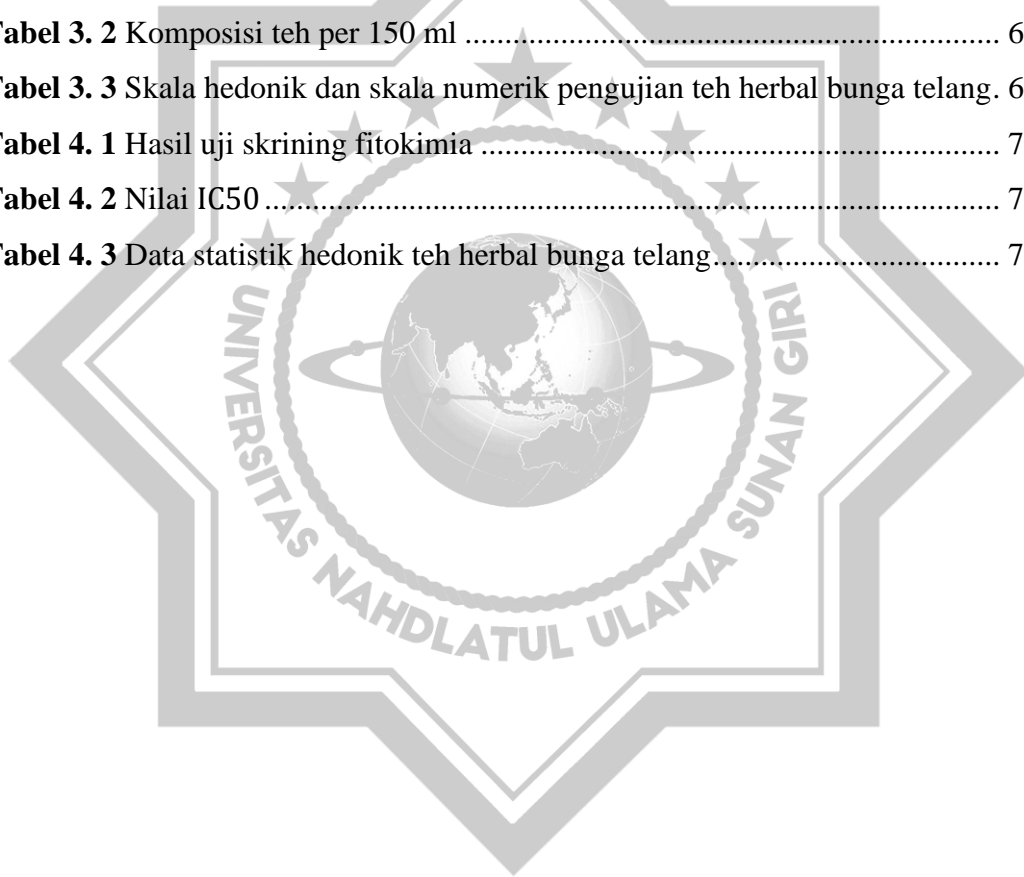 Tabel 3. 2 Komposisi teh per 150 ml ........................................................................ 6
Tabel 3. 3 Skala hedonik dan skala numerik pengujian teh herbal bunga telang. 6
Tabel 4. 1 Hasil uji skrining fitokimia ...................................................................... 7
Tabel 4. 2 Nilai IC50 .................................................................................................. 7
Tabel 4. 3 Data statistik hedonik teh herbal bunga telang....................................... 7
UNIVERSITAS NAHDLATUL ULAMA SUNAN GIRI